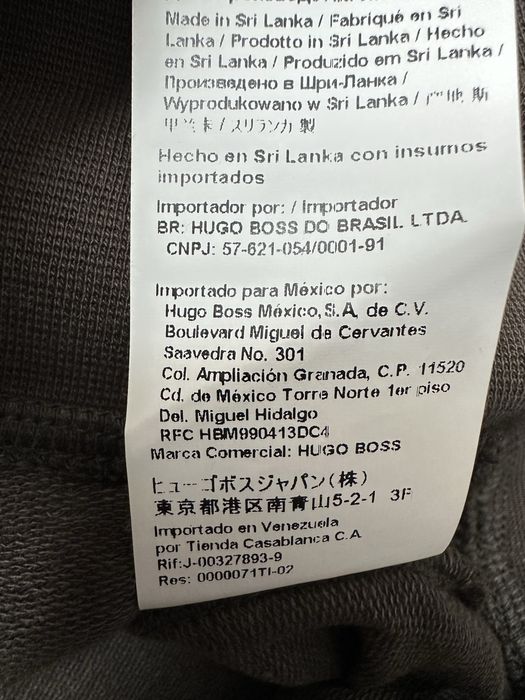 Made in Sri Lanka / Fabriqué en Sri
Lanka / Prodotto in Sri Lanka / Hecho
en Sri Lanka / Produzido em Sri Lanka /
Произведено в Шри-Ланка /
Wyprodukowano w Sri Lanka /
スリランカ 製
Hecho en Sri Lanka con insumos
importados
Importador por: / Importador
BR: HUGO BOSS DO BRASIL LTDA.
CNPJ: 57-621-054/0001-91
Importado para México por:
Hugo Boss México, S.A. de C.V.
Boulevard Miguel de Cervantes
Saavedra No. 301
Col. Ampliación Granada, C.P. 11520
Cd. de México Torre Norte 1er piso
Del. Miguel Hidalgo
RFC HBM990413DC4
Marca Comercial: HUGO BOSS
ヒューゴボスジャパン(株)
東京都港区南青山5-2-1 3F
Importado en Venezuela
por Tienda Casablanca C.A
Rif:J-00327893-9
Res: 0000071TI-02